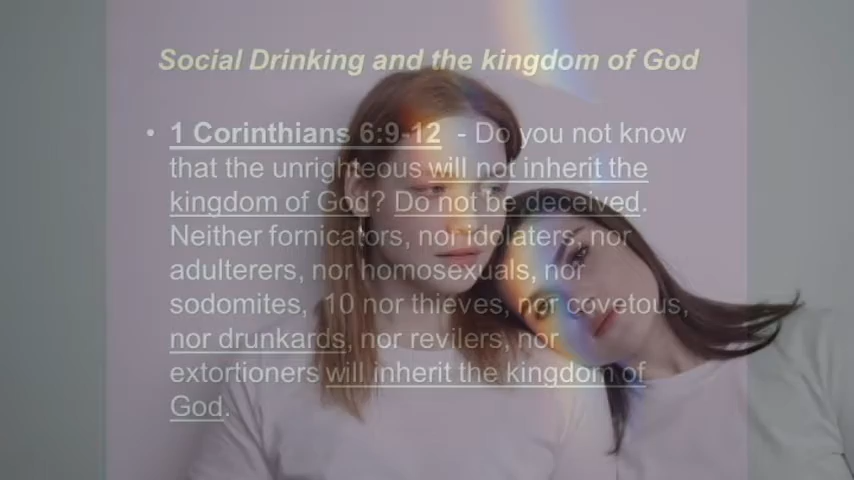 Social Drinking and the kingdom of God
• 1 Corinthians 6:9-12 - Do you not know
that the unrighteous will not inherit the
kingdom of God? Do not be deceived.
Neither fornicators, nor idolaters, nor
adulterers, nor homosexuals, nor
sodomites, 10 nor thieves, nor covetous,
nor drunkards, nor revilers, nor
extortioners will inherit the kingdom of
God.